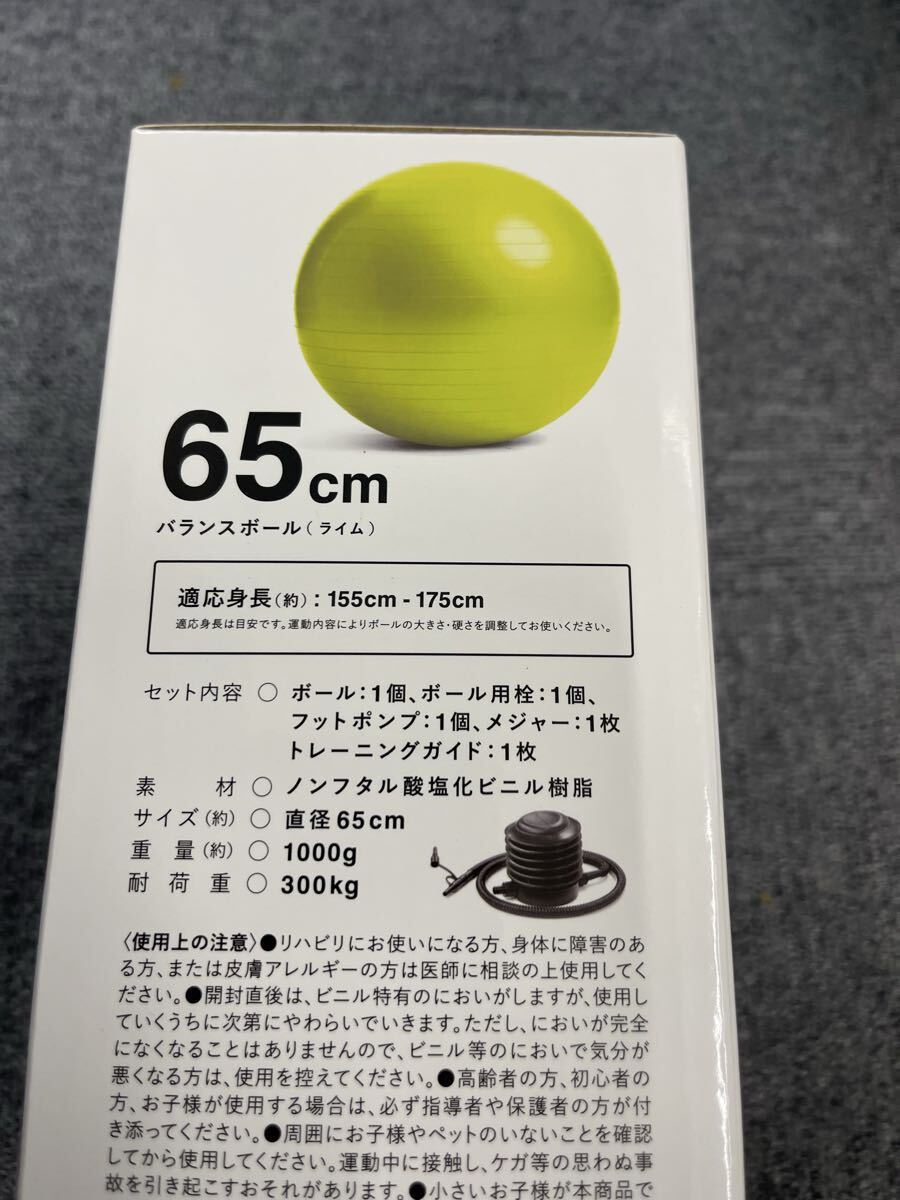 65cm
バランスボール(ライム)
適応身長(約):155cm-175cm
適応身長は目安です。運動内容によりボールの大きさ・硬さを調整してお使いください。
セット内容 ○ ボール:1個、ボール用栓:1個、
フットポンプ:1個、メジャー:1枚
トレーニングガイド:1枚
素材 ○ ノンフタル酸塩化ビニル樹脂
サイズ(約) ○ 直径65cm
重量(約) ○ 1000g
耐荷重 ○ 300kg
〈使用上の注意〉●リハビリにお使いになる方、身体に障害のあ
る方、または皮膚アレルギーの方は医師に相談の上使用してく
ださい。●開封直後は、ビニル特有のにおいがしますが、使用し
ていくうちに次第にやわらいでいきます。ただし、においが完全
になくなることはありませんので、ビニル等のにおいで気分が
悪くなる方は、使用を控えてください。●高齢者の方、初心者の
方、お子様が使用する場合は、必ず指導者や保護者の方が付
き添ってください。●周囲にお子様やペットのいないことを確認
してから使用してください。運動中に接触し、ケガ等の思わぬ事
故を引き起こすおそれがあります。●小さいお子様が本商品で